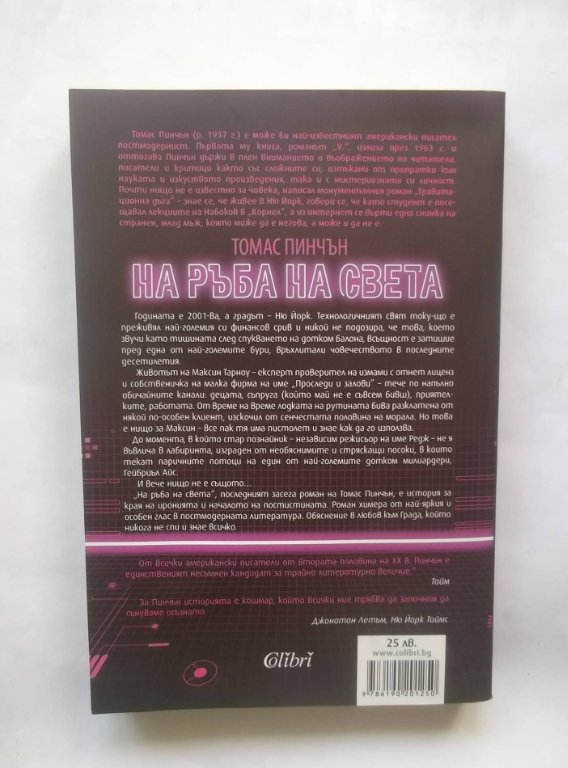 Томас Пинчън (р. 1937 г.) е може би най-известният американски писател
постмодернист. Първата му книга, романът „V.“, излиза през 1963 г. и
оттогава Пинчън държи в плен вниманието и въображението на читатели,
писатели и критици както със сложните си, изтъкани от препратки към
науката и изкуството произведения, така и с мистериозната си личност.
Почти нищо не е известно за човека, написал монументалния роман „Гравита-
ционна дъга“ – знае се, че живее в Ню Йорк, говори се, че като студент е посе-
щавал лекциите на Набоков в „Корнел“, а из интернет се върти една снимка на
странен, млад мъж, която може да е негова, а може и да не е.
ТОМАС ПИНЧЪН
НА РЪБА НА СВЕТА
Годината е 2001-ва, а градът – Ню Йорк. Технологичният свят току-що е
преживял най-големия си финансов срив и никой не подозира, че това, което
звучи като тишината след спукването на дотком балона, всъщност е затишие
пред една от най-големите бури, връхлитали човечеството в последните
десетилетия.
Животът на Максин Тарноу – експерт проверител на измами с отнет лиценз
и собственичка на малка фирма на име „Проследи и залови“ – тече по напълно
обичайните канали: децата, съпруга (който май не е съвсем бивш), приятел-
ките, работата. От време на време лодката на рутината бива разклатена от
някой по-особен клиент, изскочил от сенчестата половина на морала. Но това
е нищо за Максин – все пак тя има пистолет и знае как да го използва.
До момента, в който стар познайник – независим режисьор на име Редж – не я
въвлича в лабиринта, изграден от необясними и стряскащи посоки, в които
текат паричните потоци на един от най-големите дотком милиардери,
Гейбриъл Айс.
И вече нищо не е същото...
„На ръба на света“, последният засега роман на Томас Пинчън, е история за
края на иронията и началото на постистината. Роман химера от най-яркия и
особен глас в постмодерната литература. Обяснение в любов към Града, който
никога не спи и знае всичко.
От всички американски писатели от втората половина на XX в. Пинчън е
единственият несъмнен кандидат за трайно литературно величие.“
Тайм
За Пинчън историята е кошмар, който всички ние трябва да започнем да
сънуваме осъзнато.
Джонатан Летъм, Ню Йорк Таймс
Colibri
25 лв.
www.colibri.bg
9 786190 201250